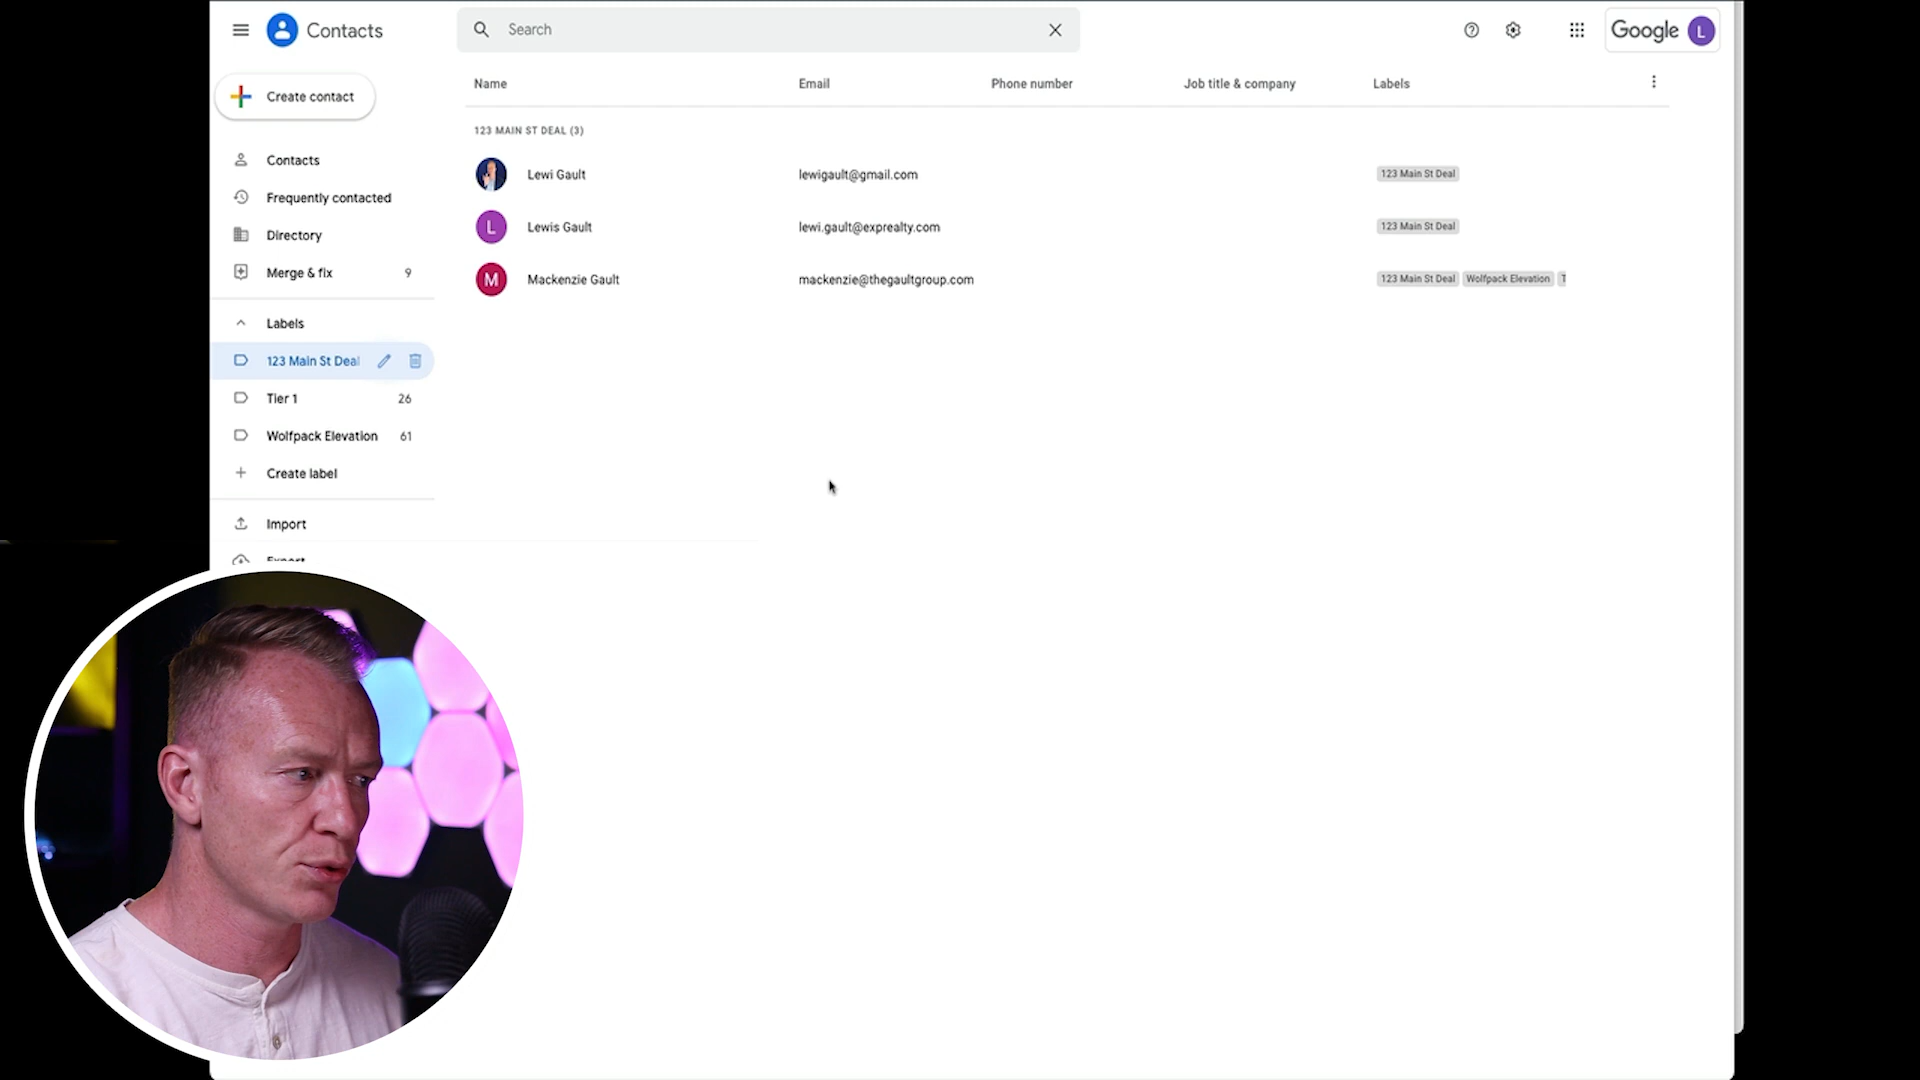 Contacts
Search
Google L
Create contact
Name Email Phone number Job title & company Labels
123 MAIN ST DEAL (3)
Contacts
Lewi Gault lewigault@gmail.com 123 Main St Deal
Frequently contacted
L Lewis Gault lewi.gault@exprealty.com 123 Main St Deal
Directory
Merge & fix 9
M Mackenzie Gault mackenzie@thegaultgroup.com 123 Main St Deal Wolfpack Elevation T
Labels
123 Main St Deal
Tier 1 26
Wolfpack Elevation 61
Create label
Import
Export